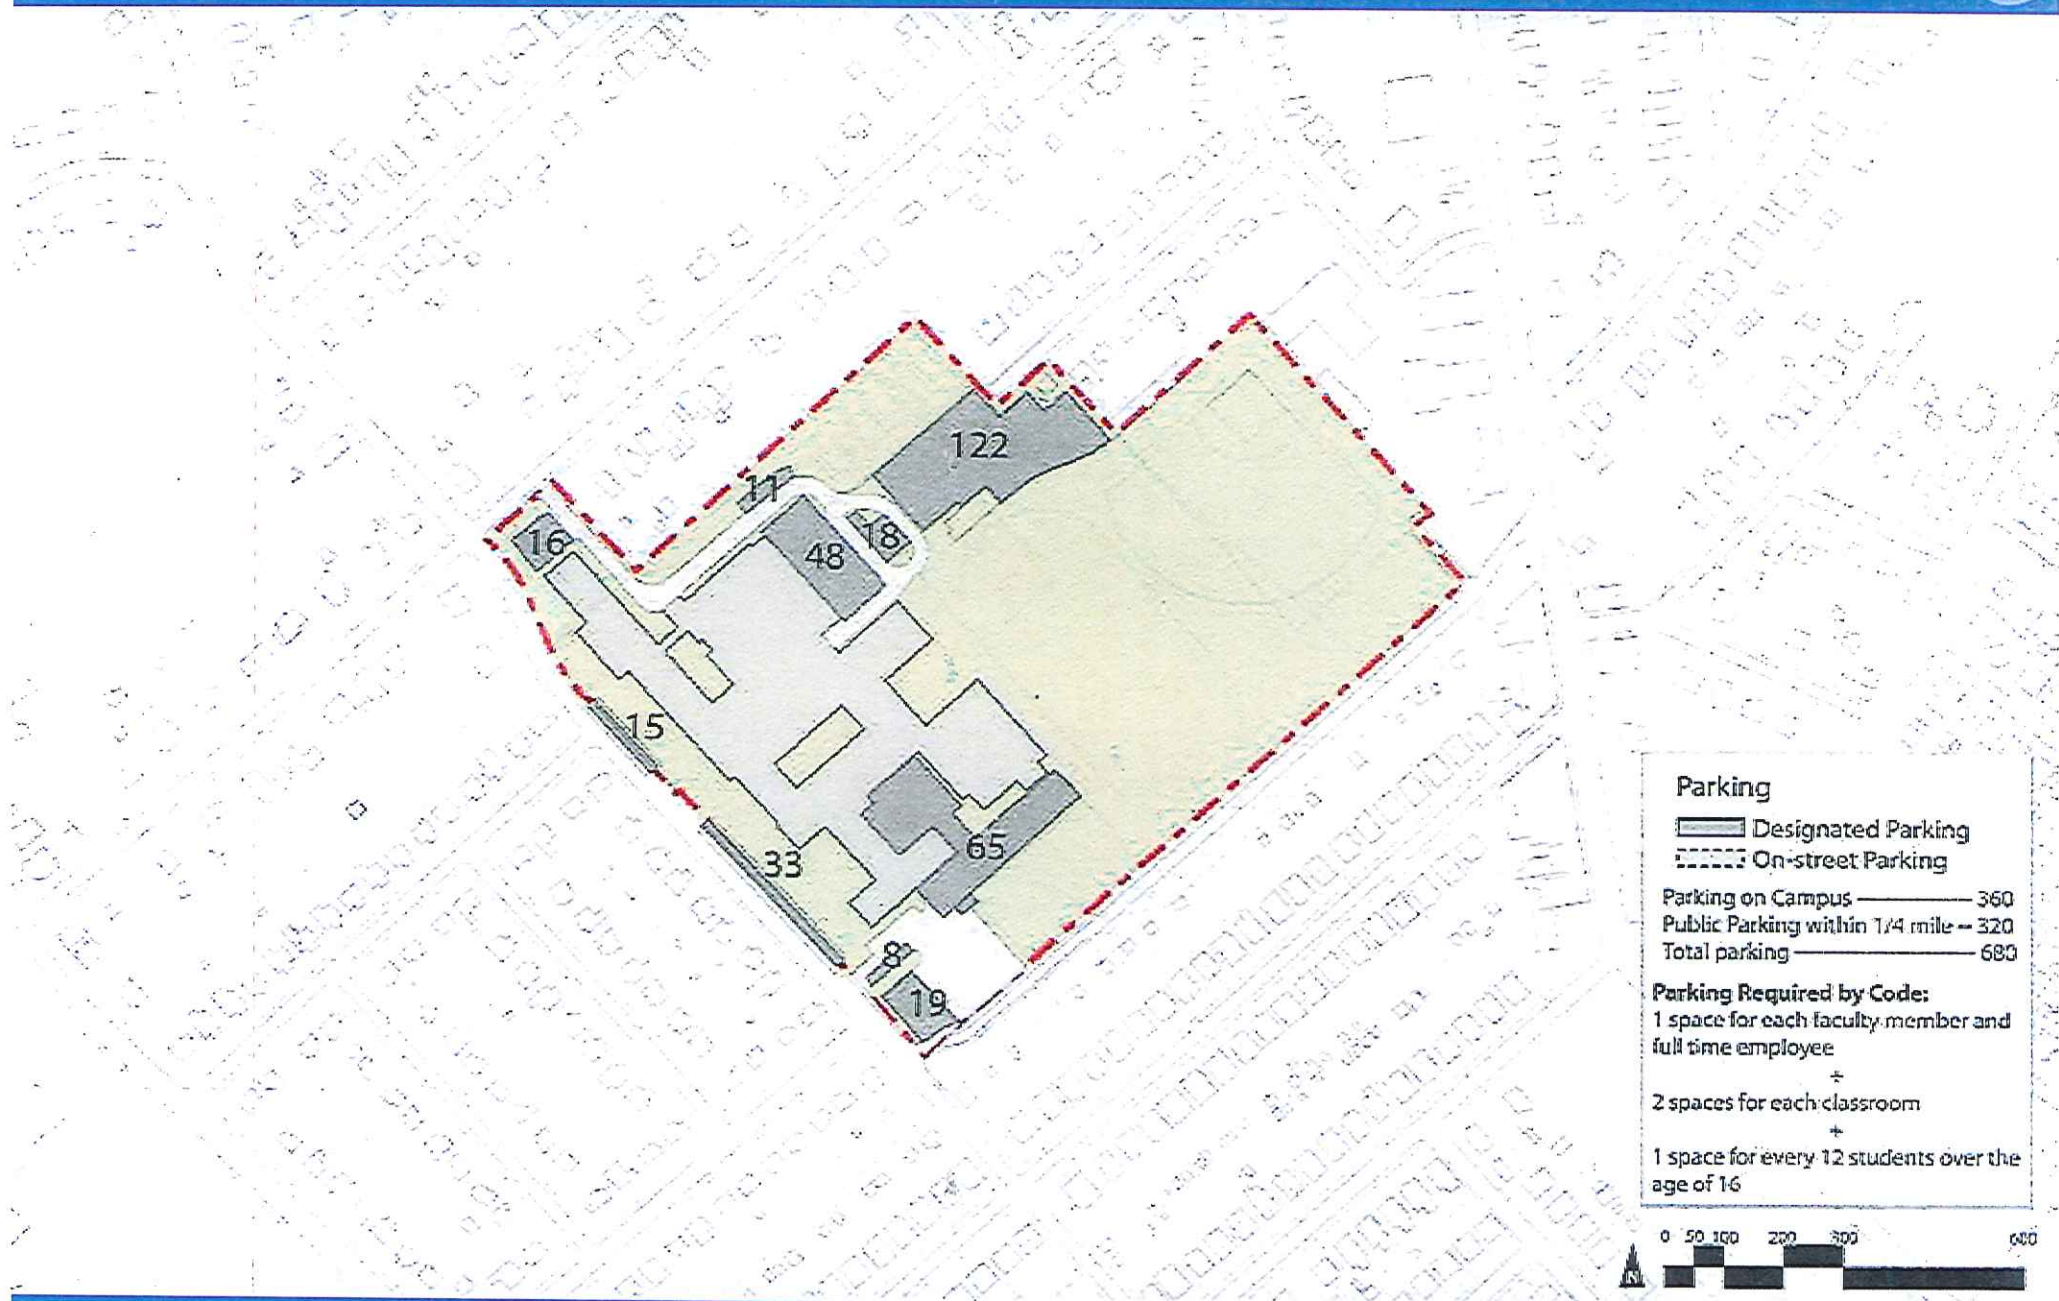 122
11
18
16
48
15
65
33
8
19
Parking
Designated Parking
On-street Parking
Parking on Campus 360
Public Parking within 1/4 mile 320
Total parking 680
Parking Required by Code:
1 space for each faculty member and
full time employee
+
2 spaces for each classroom
+
1 space for every 12 students over the
age of 16
0 50 100 200 300 600
N